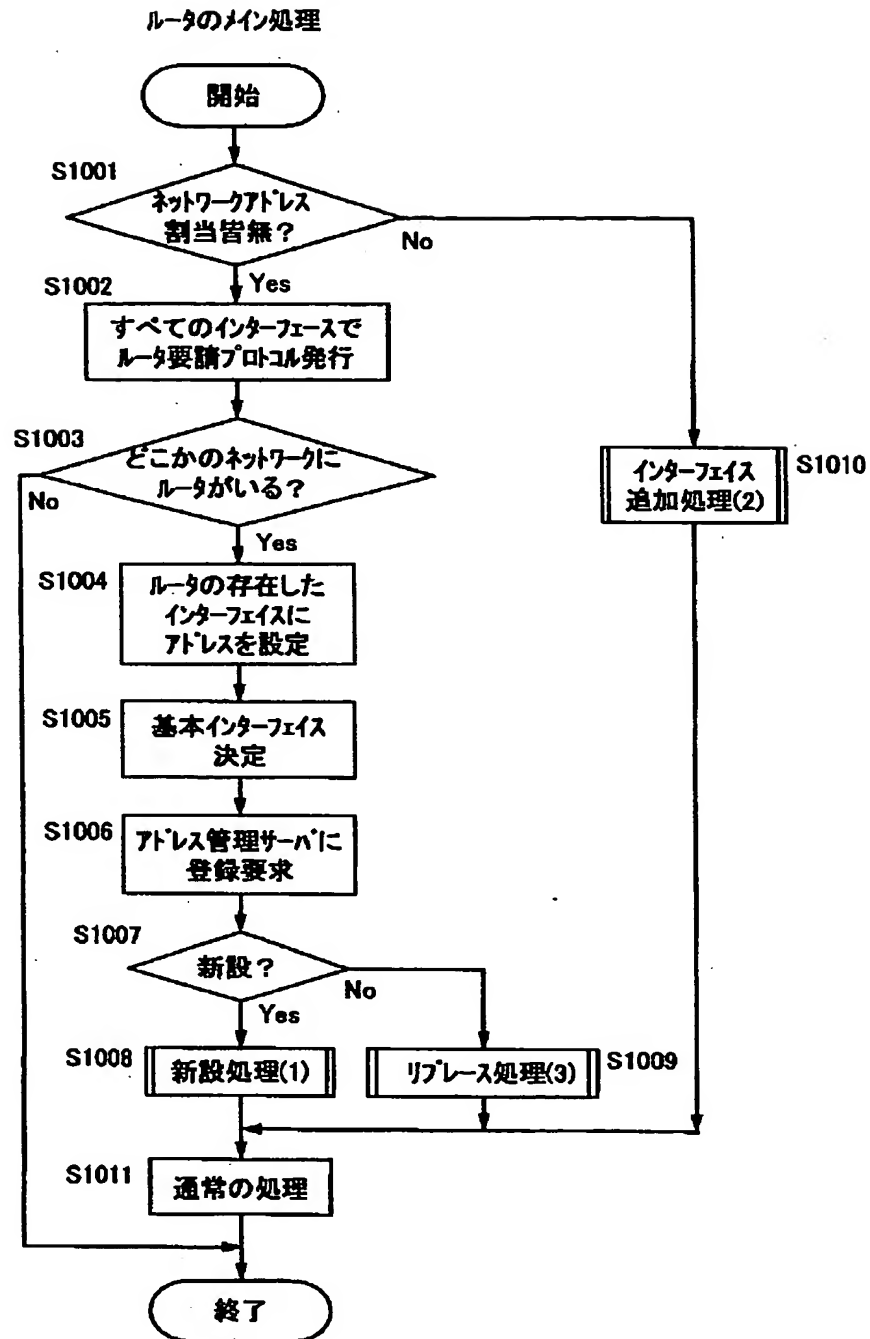 ルータのメイン処理
開始
S1001
ネットワークアドレス
割当皆無？
No
Yes
S1002
すべてのインターフェースで
ルータ要請プロトコル発行
S1003
どこかのネットワークに
ルータがいる？
No
Yes
インターフェイス
追加処理(2)
S1010
S1004
ルータの存在した
インターフェイスに
アドレスを設定
S1005
基本インターフェイス
決定
S1006
アドレス管理サーバに
登録要求
S1007
新設？
No
Yes
S1008
新設処理(1)
リプレース処理(3)
S1009
S1011
通常の処理
終了